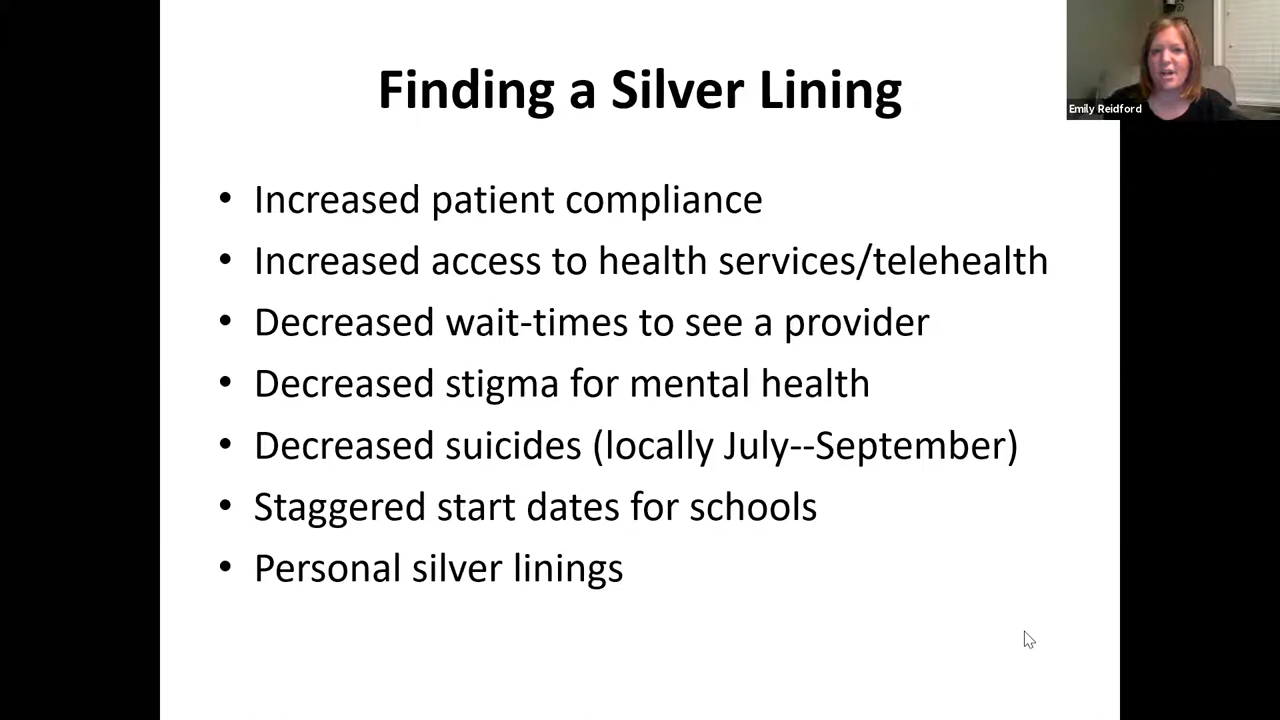 Finding a Silver Lining
Emily Reidford
• Increased patient compliance
• Increased access to health services/telehealth
• Decreased wait-times to see a provider
• Decreased stigma for mental health
• Decreased suicides (locally July--September)
• Staggered start dates for schools
• Personal silver linings